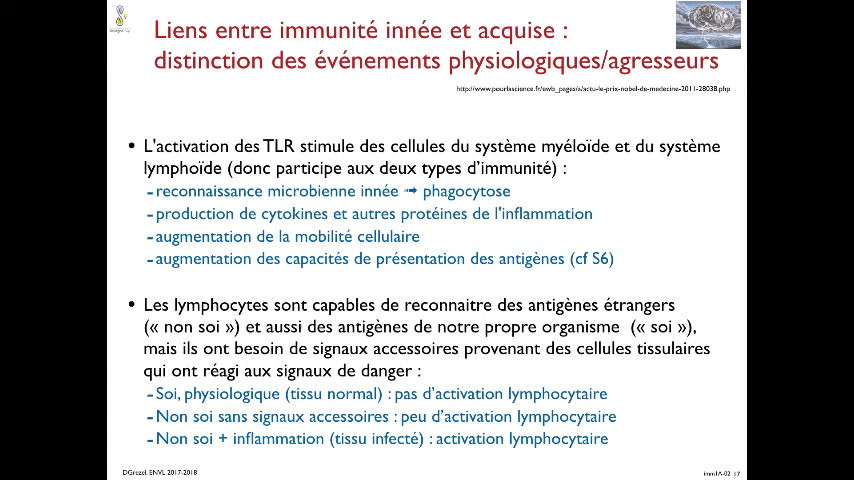 Liens entre immunité innée et acquise :
distinction des événements physiologiques/agresseurs
http://www.pourlascience.fr/ewb_pages/a/actu-le-prix-nobel-de-medecine-2011-28038.php
• L'activation des TLR stimule des cellules du système myéloïde et du système
lymphoïde (donc participe aux deux types d'immunité) :
- reconnaissance microbienne innée ➟ phagocytose
- production de cytokines et autres protéines de l'inflammation
- augmentation de la mobilité cellulaire
- augmentation des capacités de présentation des antigènes (cf S6)
• Les lymphocytes sont capables de reconnaitre des antigènes étrangers
(« non soi ») et aussi des antigènes de notre propre organisme (« soi »),
mais ils ont besoin de signaux accessoires provenant des cellules tissulaires
qui ont réagi aux signaux de danger :
- Soi, physiologique (tissu normal) : pas d'activation lymphocytaire
- Non soi sans signaux accessoires : peu d'activation lymphocytaire
- Non soi + inflammation (tissu infecté) : activation lymphocytaire
DGrezel, ENVL 2017-2018
imm1A-02 17